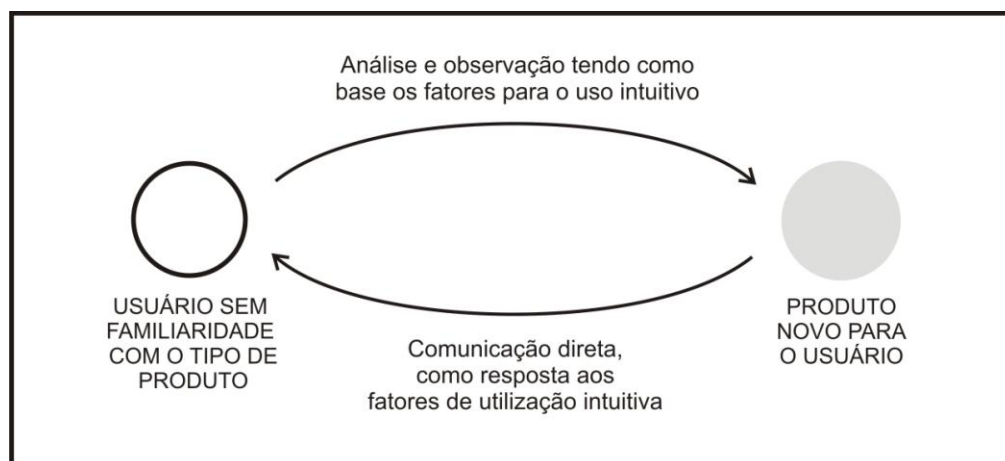 Análise e observação tendo como
base os fatores para o uso intuitivo
USUÁRIO SEM
FAMILIARIDADE
COM O TIPO DE
PRODUTO
PRODUTO
NOVO PARA
O USUÁRIO
Comunicação direta,
como resposta aos
fatores de utilização intuitiva